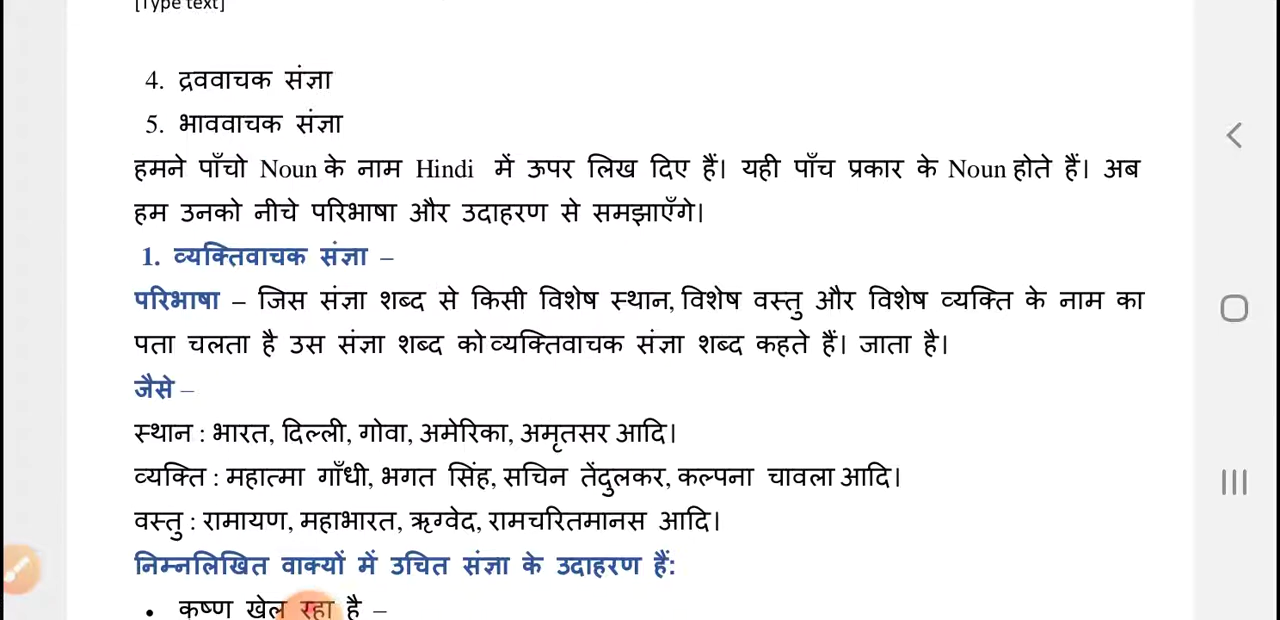 [Type text]
4. द्रववाचक संज्ञा
5. भाववाचक संज्ञा
हमने पाँचो Noun के नाम Hindi में ऊपर लिख दिए हैं। यही पाँच प्रकार के Noun होते हैं। अब
हम उनको नीचे परिभाषा और उदाहरण से समझाएँगे।
1. व्यक्तिवाचक संज्ञा –
परिभाषा – जिस संज्ञा शब्द से किसी विशेष स्थान, विशेष वस्तु और विशेष व्यक्ति के नाम का
पता चलता है उस संज्ञा शब्द को व्यक्तिवाचक संज्ञा शब्द कहते हैं। जाता है।
जैसे –
स्थान : भारत, दिल्ली, गोवा, अमेरिका, अमृतसर आदि।
व्यक्ति : महात्मा गाँधी, भगत सिंह, सचिन तेंदुलकर, कल्पना चावला आदि।
वस्तु : रामायण, महाभारत, ऋग्वेद, रामचरितमानस आदि।
निम्नलिखित वाक्यों में उचित संज्ञा के उदाहरण हैं:
• कष्ण खेल रहा है –